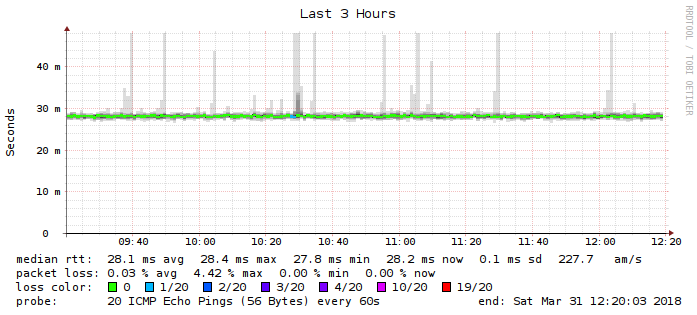 Last 3 Hours
RRDTOOL / TOBI OETIKER
Seconds
40 m
30 m
20 m
10 m
0
09:40 10:00 10:20 10:40 11:00 11:20 11:40 12:00 12:20
median rtt: 28.1 ms avg 28.4 ms max 27.8 ms min 28.2 ms now 0.1 ms sd 227.7 am/s
packet loss: 0.03 % avg 4.42 % max 0.00 % min 0.00 % now
loss color: 0 1/20 2/20 3/20 4/20 10/20 19/20
probe: 20 ICMP Echo Pings (56 Bytes) every 60s end: Sat Mar 31 12:20:03 2018